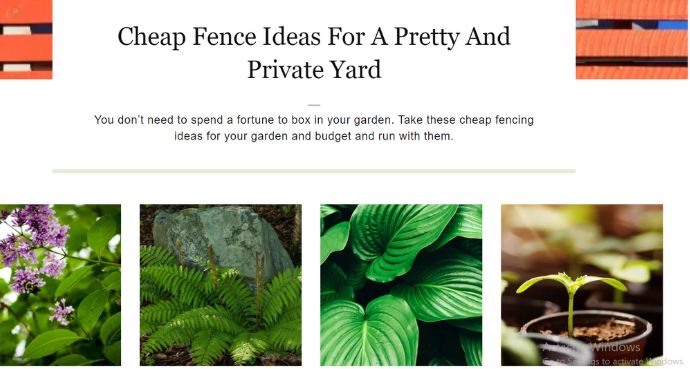 Cheap Fence Ideas For A Pretty And
Private Yard
You don't need to spend a fortune to box in your garden. Take these cheap fencing
ideas for your garden and budget and run with them.
Activate Windows
Go to Settings to activate Windows.